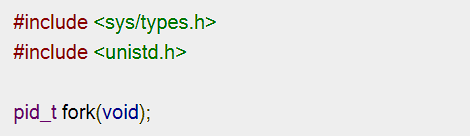 #include <sys/types.h>
#include <unistd.h>
pid_t fork(void);